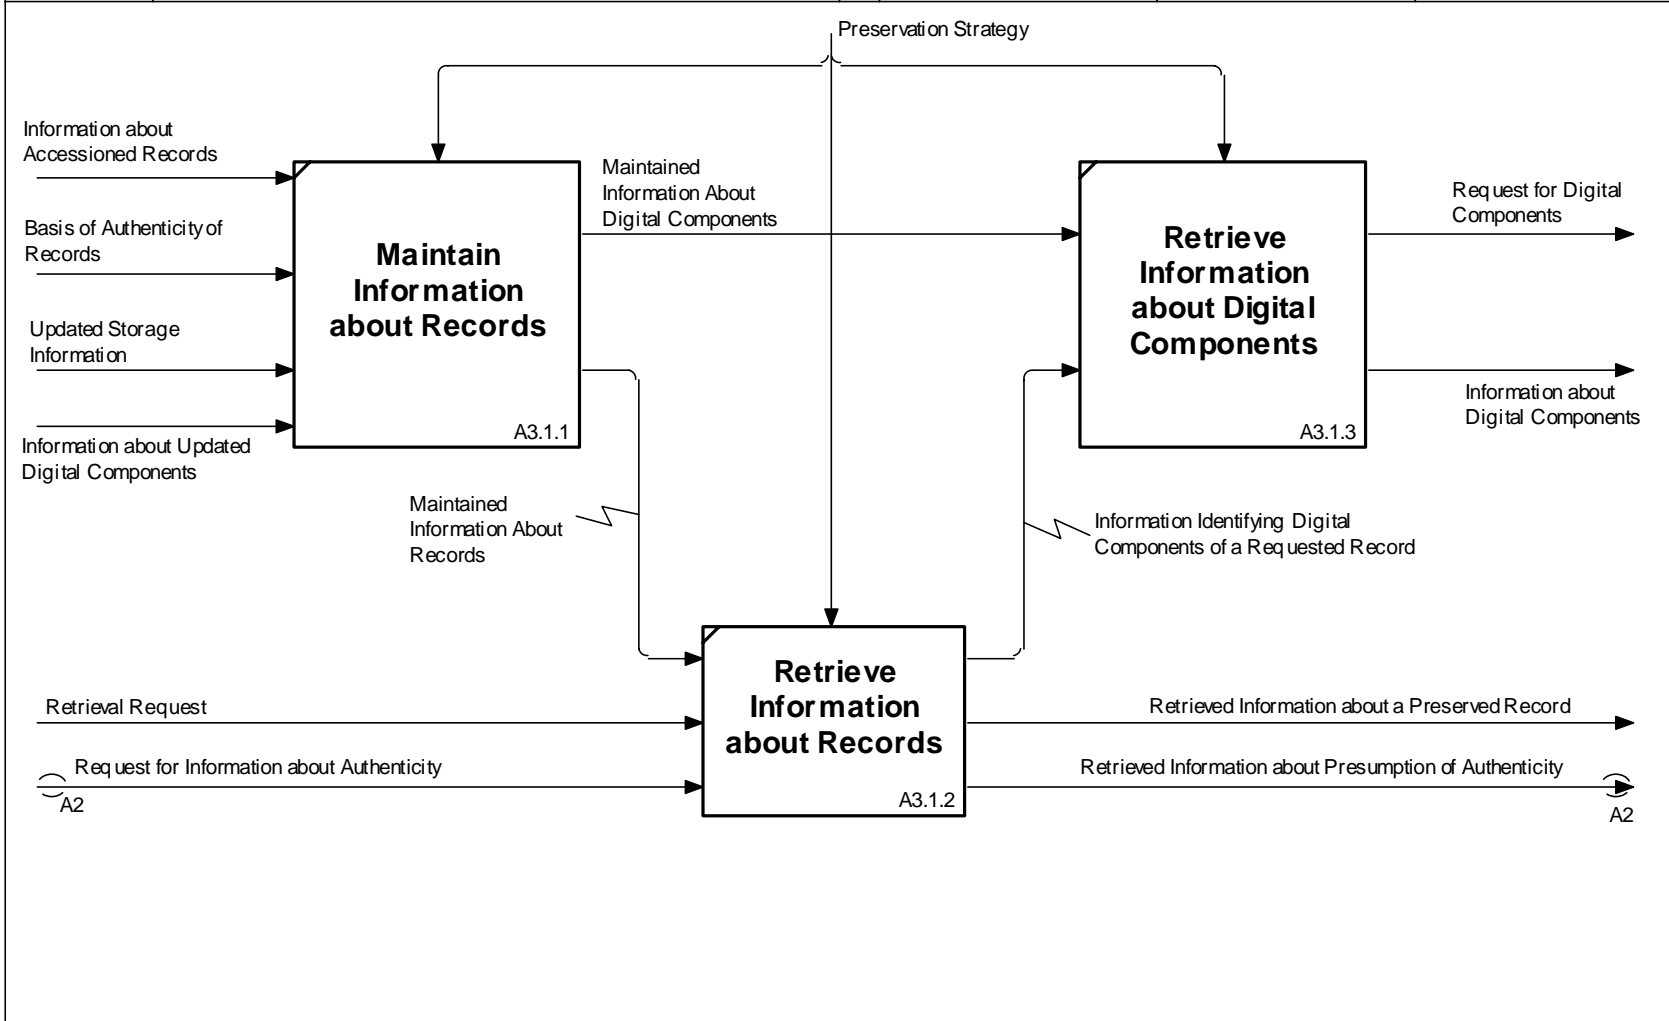 Preservation Strategy
Information about
Accessioned Records
Basis of Authenticity of
Records
Updated Storage
Information
Information about Updated
Digital Components
Maintain
Information
about Records
A3.1.1
Maintained
Information About
Digital Components
Retrieve
Information
about Digital
Components
A3.1.3
Request for Digital
Components
Information about
Digital Components
Maintained
Information About
Records
Information Identifying Digital
Components of a Requested Record
Retrieval Request
Request for Information about Authenticity
A2
Retrieve
Information
about Records
A3.1.2
Retrieved Information about a Preserved Record
Retrieved Information about Presumption of Authenticity
A2